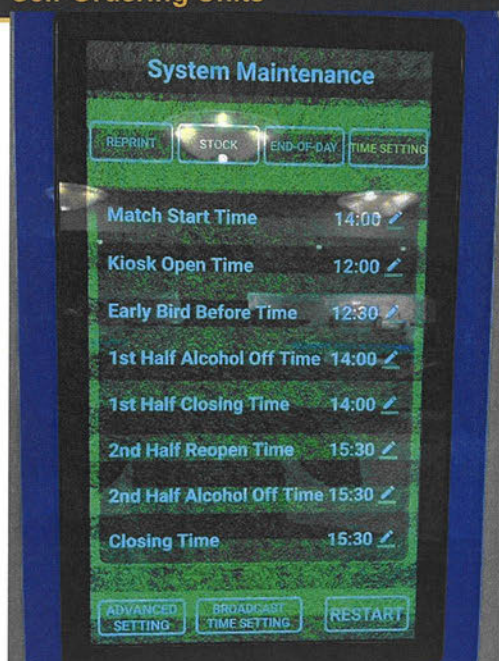 Self Ordering Units
System Maintenance
REPRINT STOCK END-OF-DAY TIME SETTING
Match Start Time 14:00
Kiosk Open Time 12:00
Early Bird Before Time 12:30
1st Half Alcohol Off Time 14:00
1st Half Closing Time 14:00
2nd Half Reopen Time 15:30
2nd Half Alcohol Off Time 15:30
Closing Time 15:30
ADVANCED SETTING BROADCAST TIME SETTING RESTART